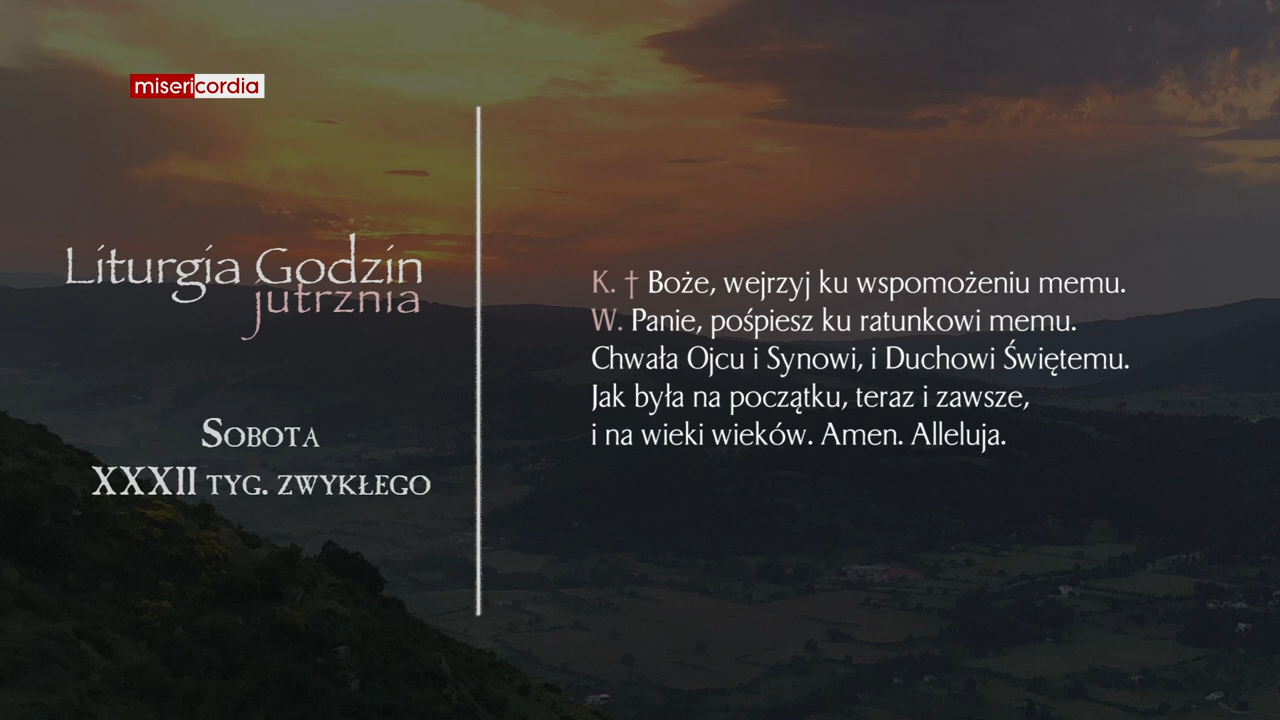 misericordia
Liturgia Godzin
jutrznia
Sobota
XXXII tyg. zwykłego
K. † Boże, wejrzyj ku wspomożeniu memu.
W. Panie, pośpiesz ku ratunkowi memu.
Chwała Ojcu i Synowi, i Duchowi Świętemu.
Jak była na początku, teraz i zawsze,
i na wieki wieków. Amen. Alleluja.